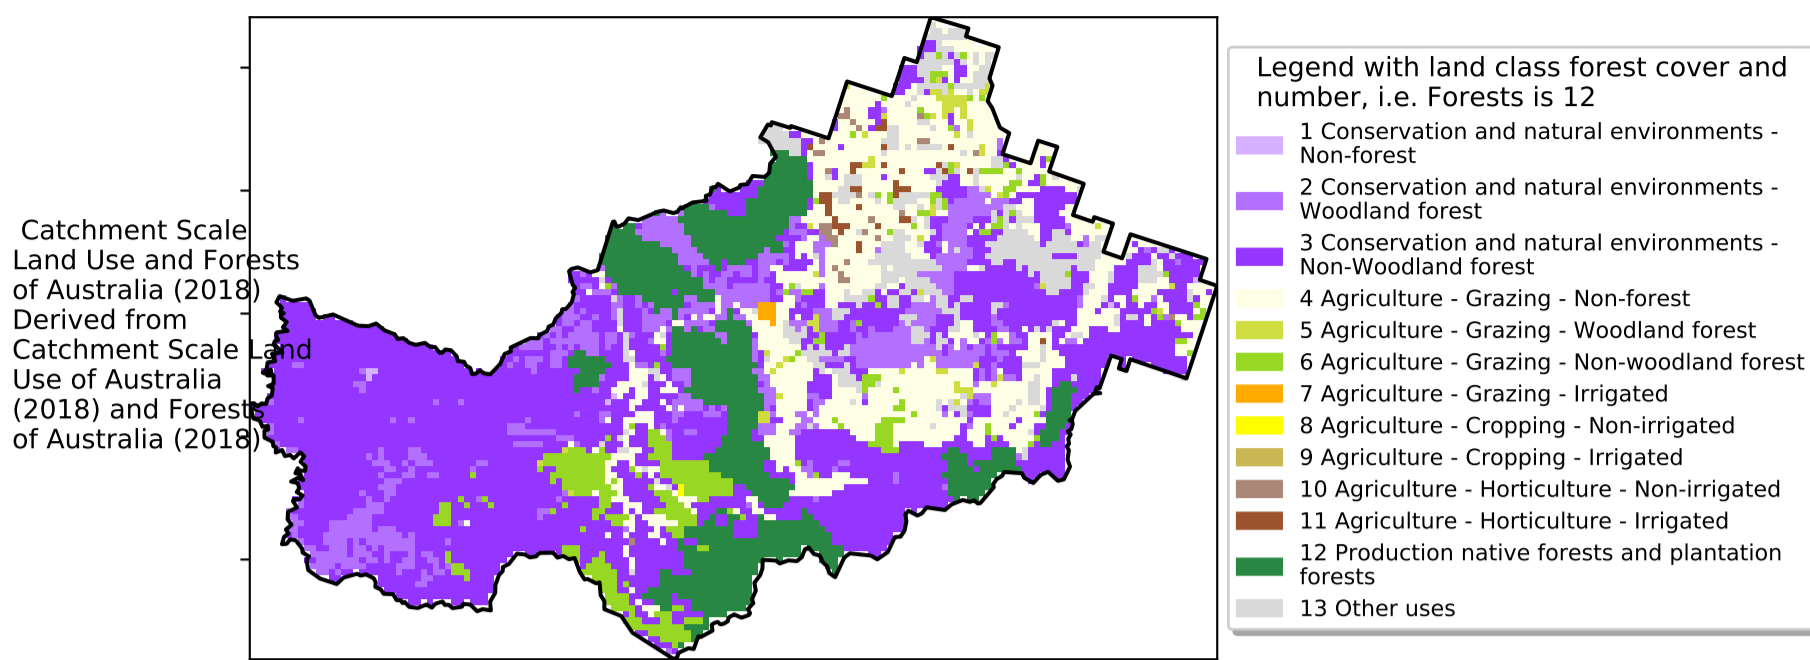 Catchment Scale
Land Use and Forests
of Australia (2018)
Derived from
Catchment Scale Land
Use of Australia
(2018) and Forests
of Australia (2018)
Legend with land class forest cover and
number, i.e. Forests is 12
1 Conservation and natural environments -
Non-forest
2 Conservation and natural environments -
Woodland forest
3 Conservation and natural environments -
Non-Woodland forest
4 Agriculture - Grazing - Non-forest
5 Agriculture - Grazing - Woodland forest
6 Agriculture - Grazing - Non-woodland forest
7 Agriculture - Grazing - Irrigated
8 Agriculture - Cropping - Non-irrigated
9 Agriculture - Cropping - Irrigated
10 Agriculture - Horticulture - Non-irrigated
11 Agriculture - Horticulture - Irrigated
12 Production native forests and plantation
forests
13 Other uses